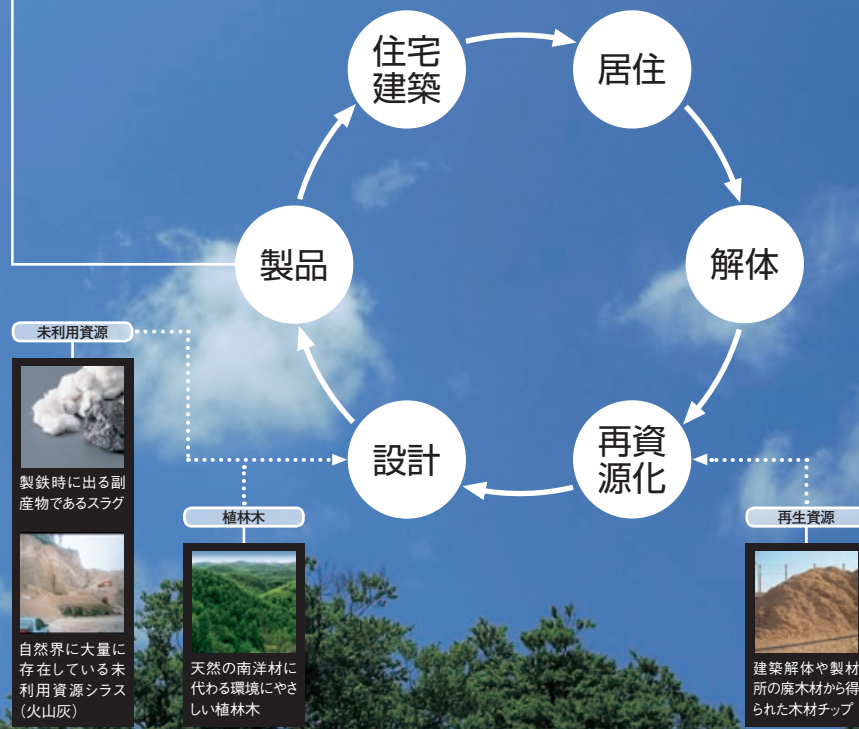 住宅
建築
居住
製品
解体
設計
再資
源化
未利用資源
製鉄時に出る副
産物であるスラグ
自然界に大量に
存在している未
利用資源シラス
(火山灰)
植林木
天然の南洋材に
代わる環境にやさ
しい植林木
再生資源
建築解体や製材
所の廃木材から得
られた木材チップ